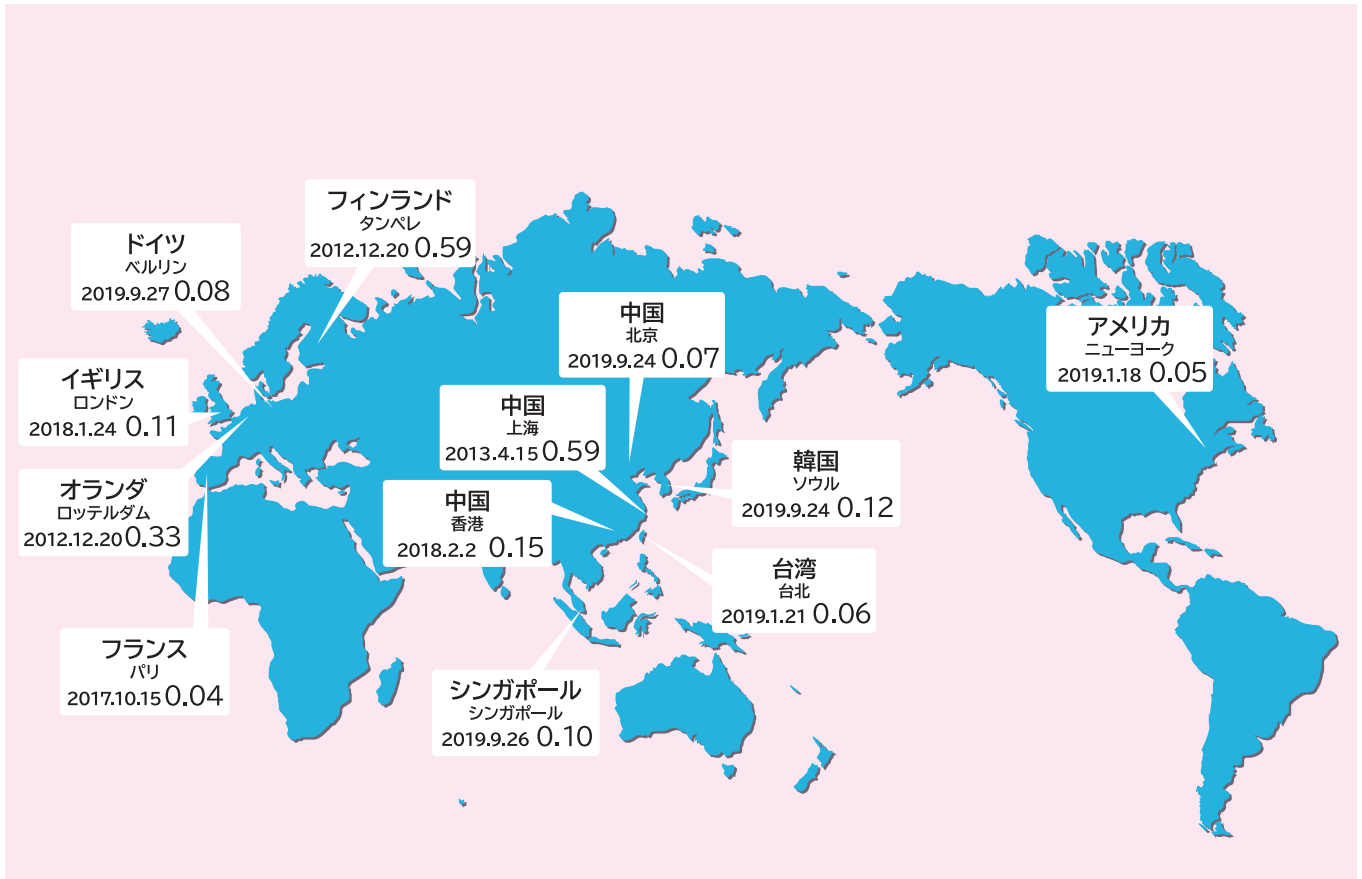 フィンランド
タンペレ
2012.12.20 0.59
ドイツ
ベルリン
2019.9.27 0.08
中国
北京
2019.9.24 0.07
アメリカ
ニューヨーク
2019.1.18 0.05
イギリス
ロンドン
2018.1.24 0.11
中国
上海
2013.4.15 0.59
韓国
ソウル
2019.9.24 0.12
オランダ
ロッテルダム
2012.12.20 0.33
中国
香港
2018.2.2 0.15
台湾
台北
2019.1.21 0.06
フランス
パリ
2017.10.15 0.04
シンガポール
シンガポール
2019.9.26 0.10